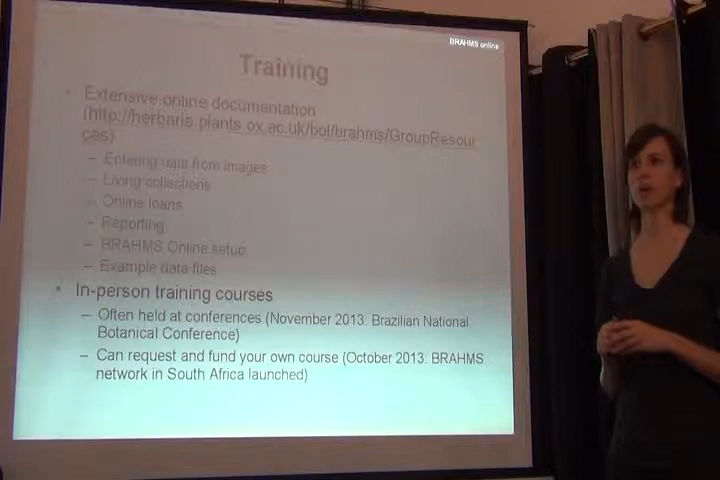 BRAHMS online
Training
• Extensive online documentation
(http://herbaria.plants.ox.ac.uk/bol/brahms/GroupResour
ces)
– Entering data from images
– Living collections
– Online loans
– Reporting
– BRAHMS Online setup
– Example data files
• In-person training courses
– Often held at conferences (November 2013. Brazilian National
Botanical Conference)
– Can request and fund your own course (October 2013. BRAHMS
network in South Africa launched)